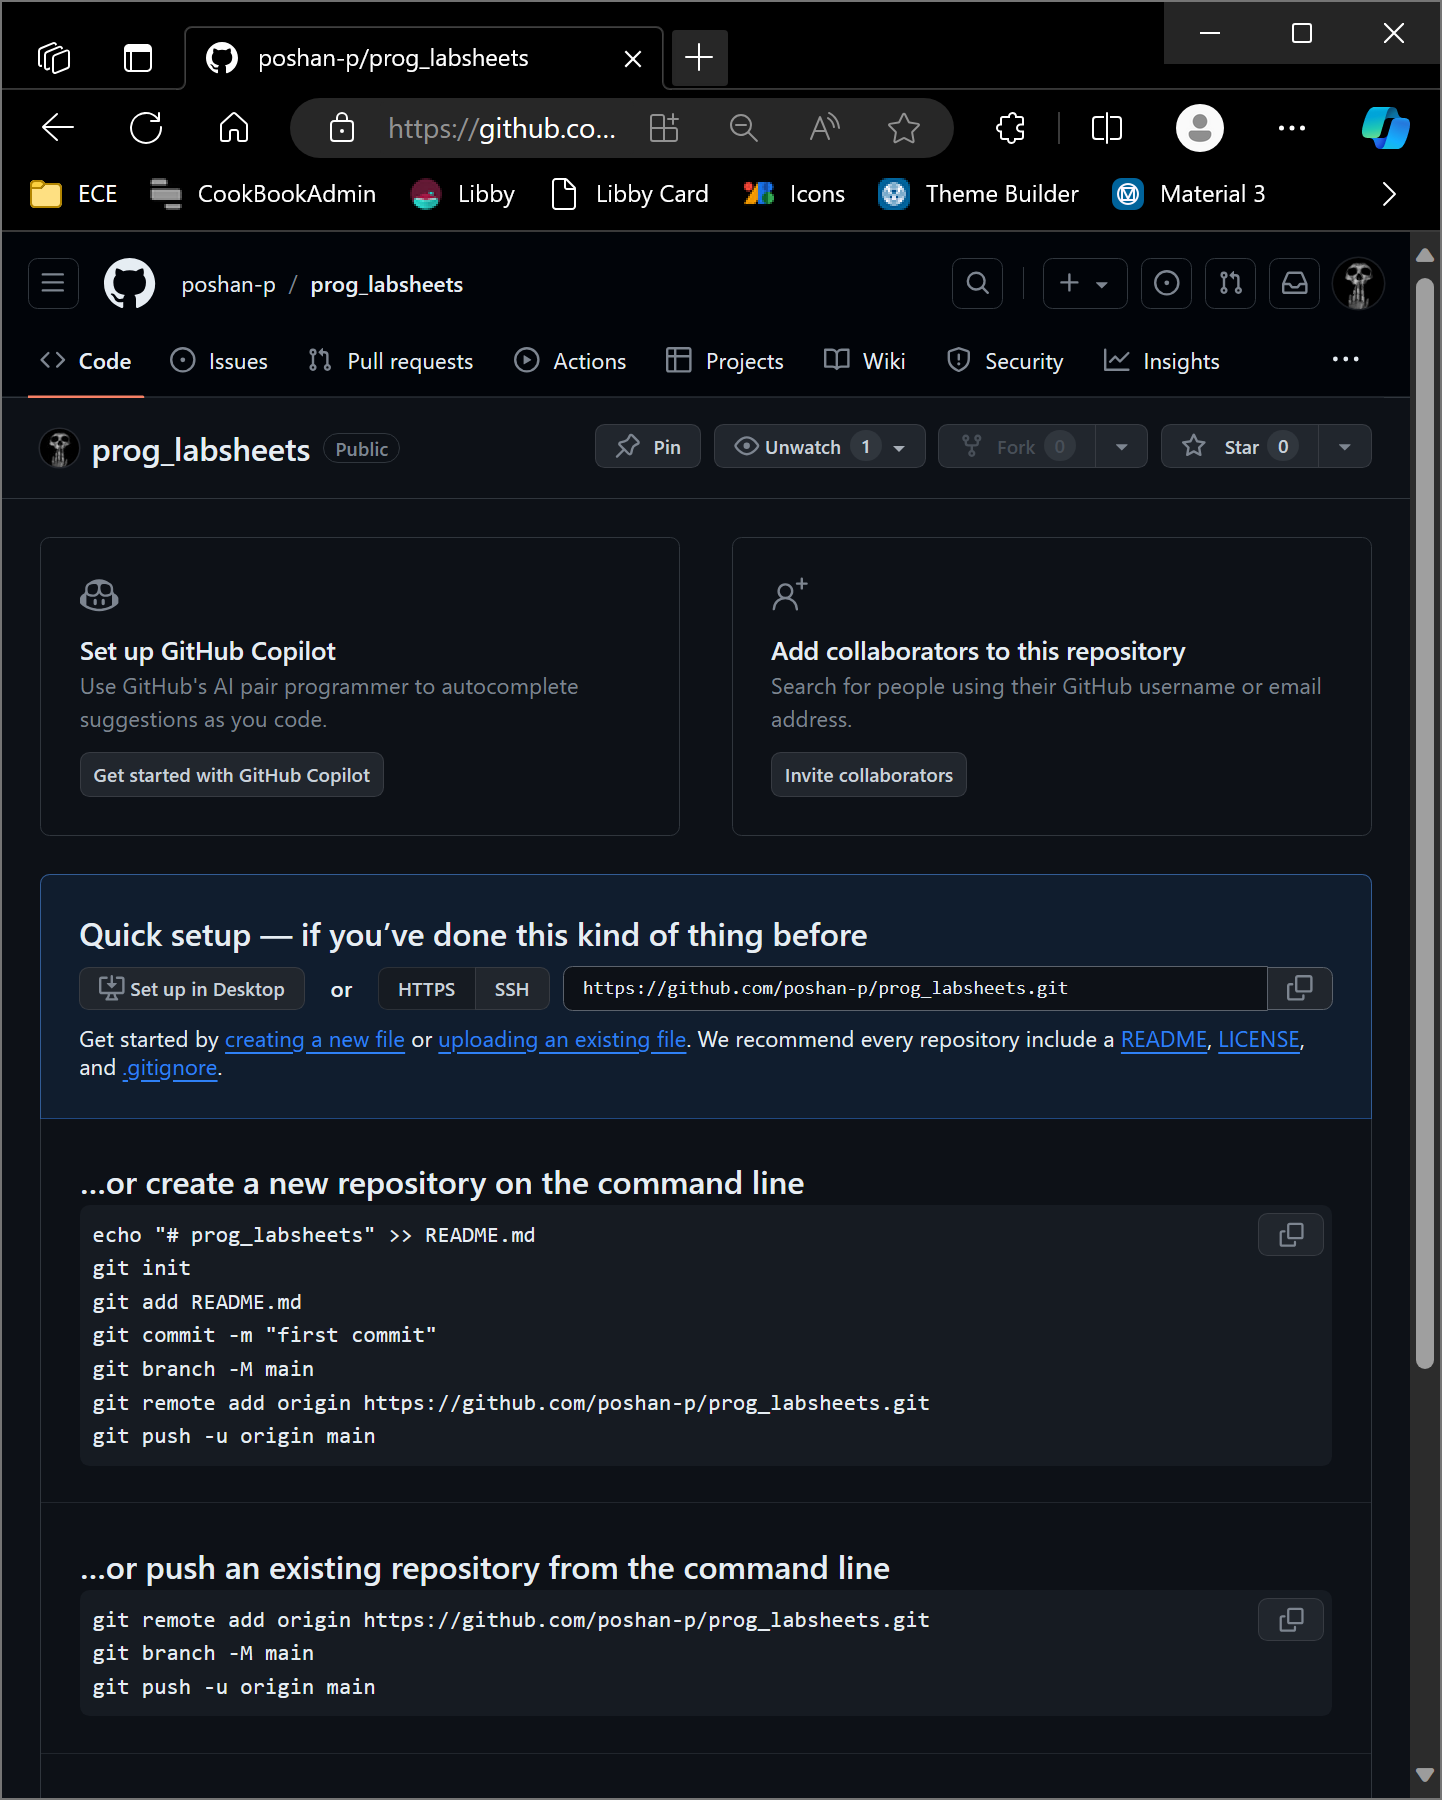 poshan-p/prog_labsheets
https://github.co...
ECE CookBookAdmin Libby Libby Card Icons Theme Builder Material 3
poshan-p / prog_labsheets
Code Issues Pull requests Actions Projects Wiki Security Insights
prog_labsheets Public Pin Unwatch 1 Fork 0 Star 0
Set up GitHub Copilot
Use GitHub's AI pair programmer to autocomplete
suggestions as you code.
Get started with GitHub Copilot
Add collaborators to this repository
Search for people using their GitHub username or email
address.
Invite collaborators
Quick setup — if you’ve done this kind of thing before
Set up in Desktop or HTTPS SSH https://github.com/poshan-p/prog_labsheets.git
Get started by creating a new file or uploading an existing file. We recommend every repository include a README, LICENSE,
and .gitignore.
…or create a new repository on the command line
echo "# prog_labsheets" >> README.md
git init
git add README.md
git commit -m "first commit"
git branch -M main
git remote add origin https://github.com/poshan-p/prog_labsheets.git
git push -u origin main
…or push an existing repository from the command line
git remote add origin https://github.com/poshan-p/prog_labsheets.git
git branch -M main
git push -u origin main